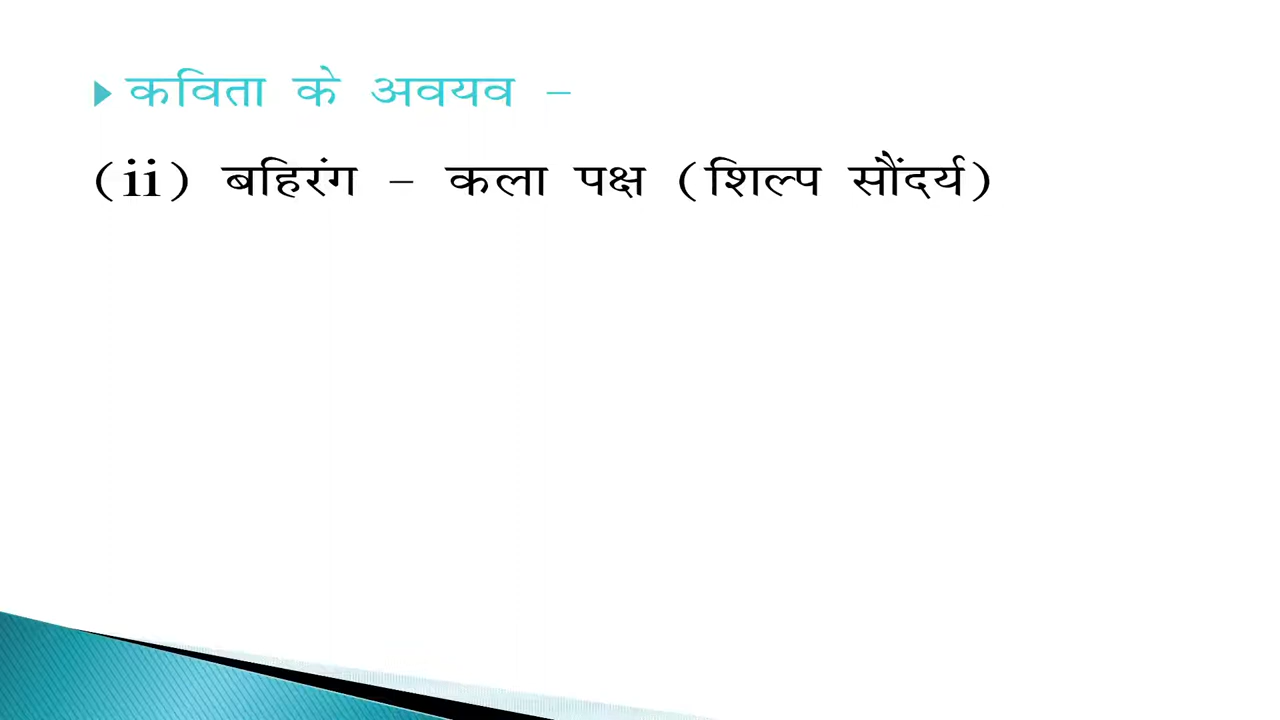 कविता के अवयव –
(ii) बहिरंग – कला पक्ष (शिल्प सौंदर्य)